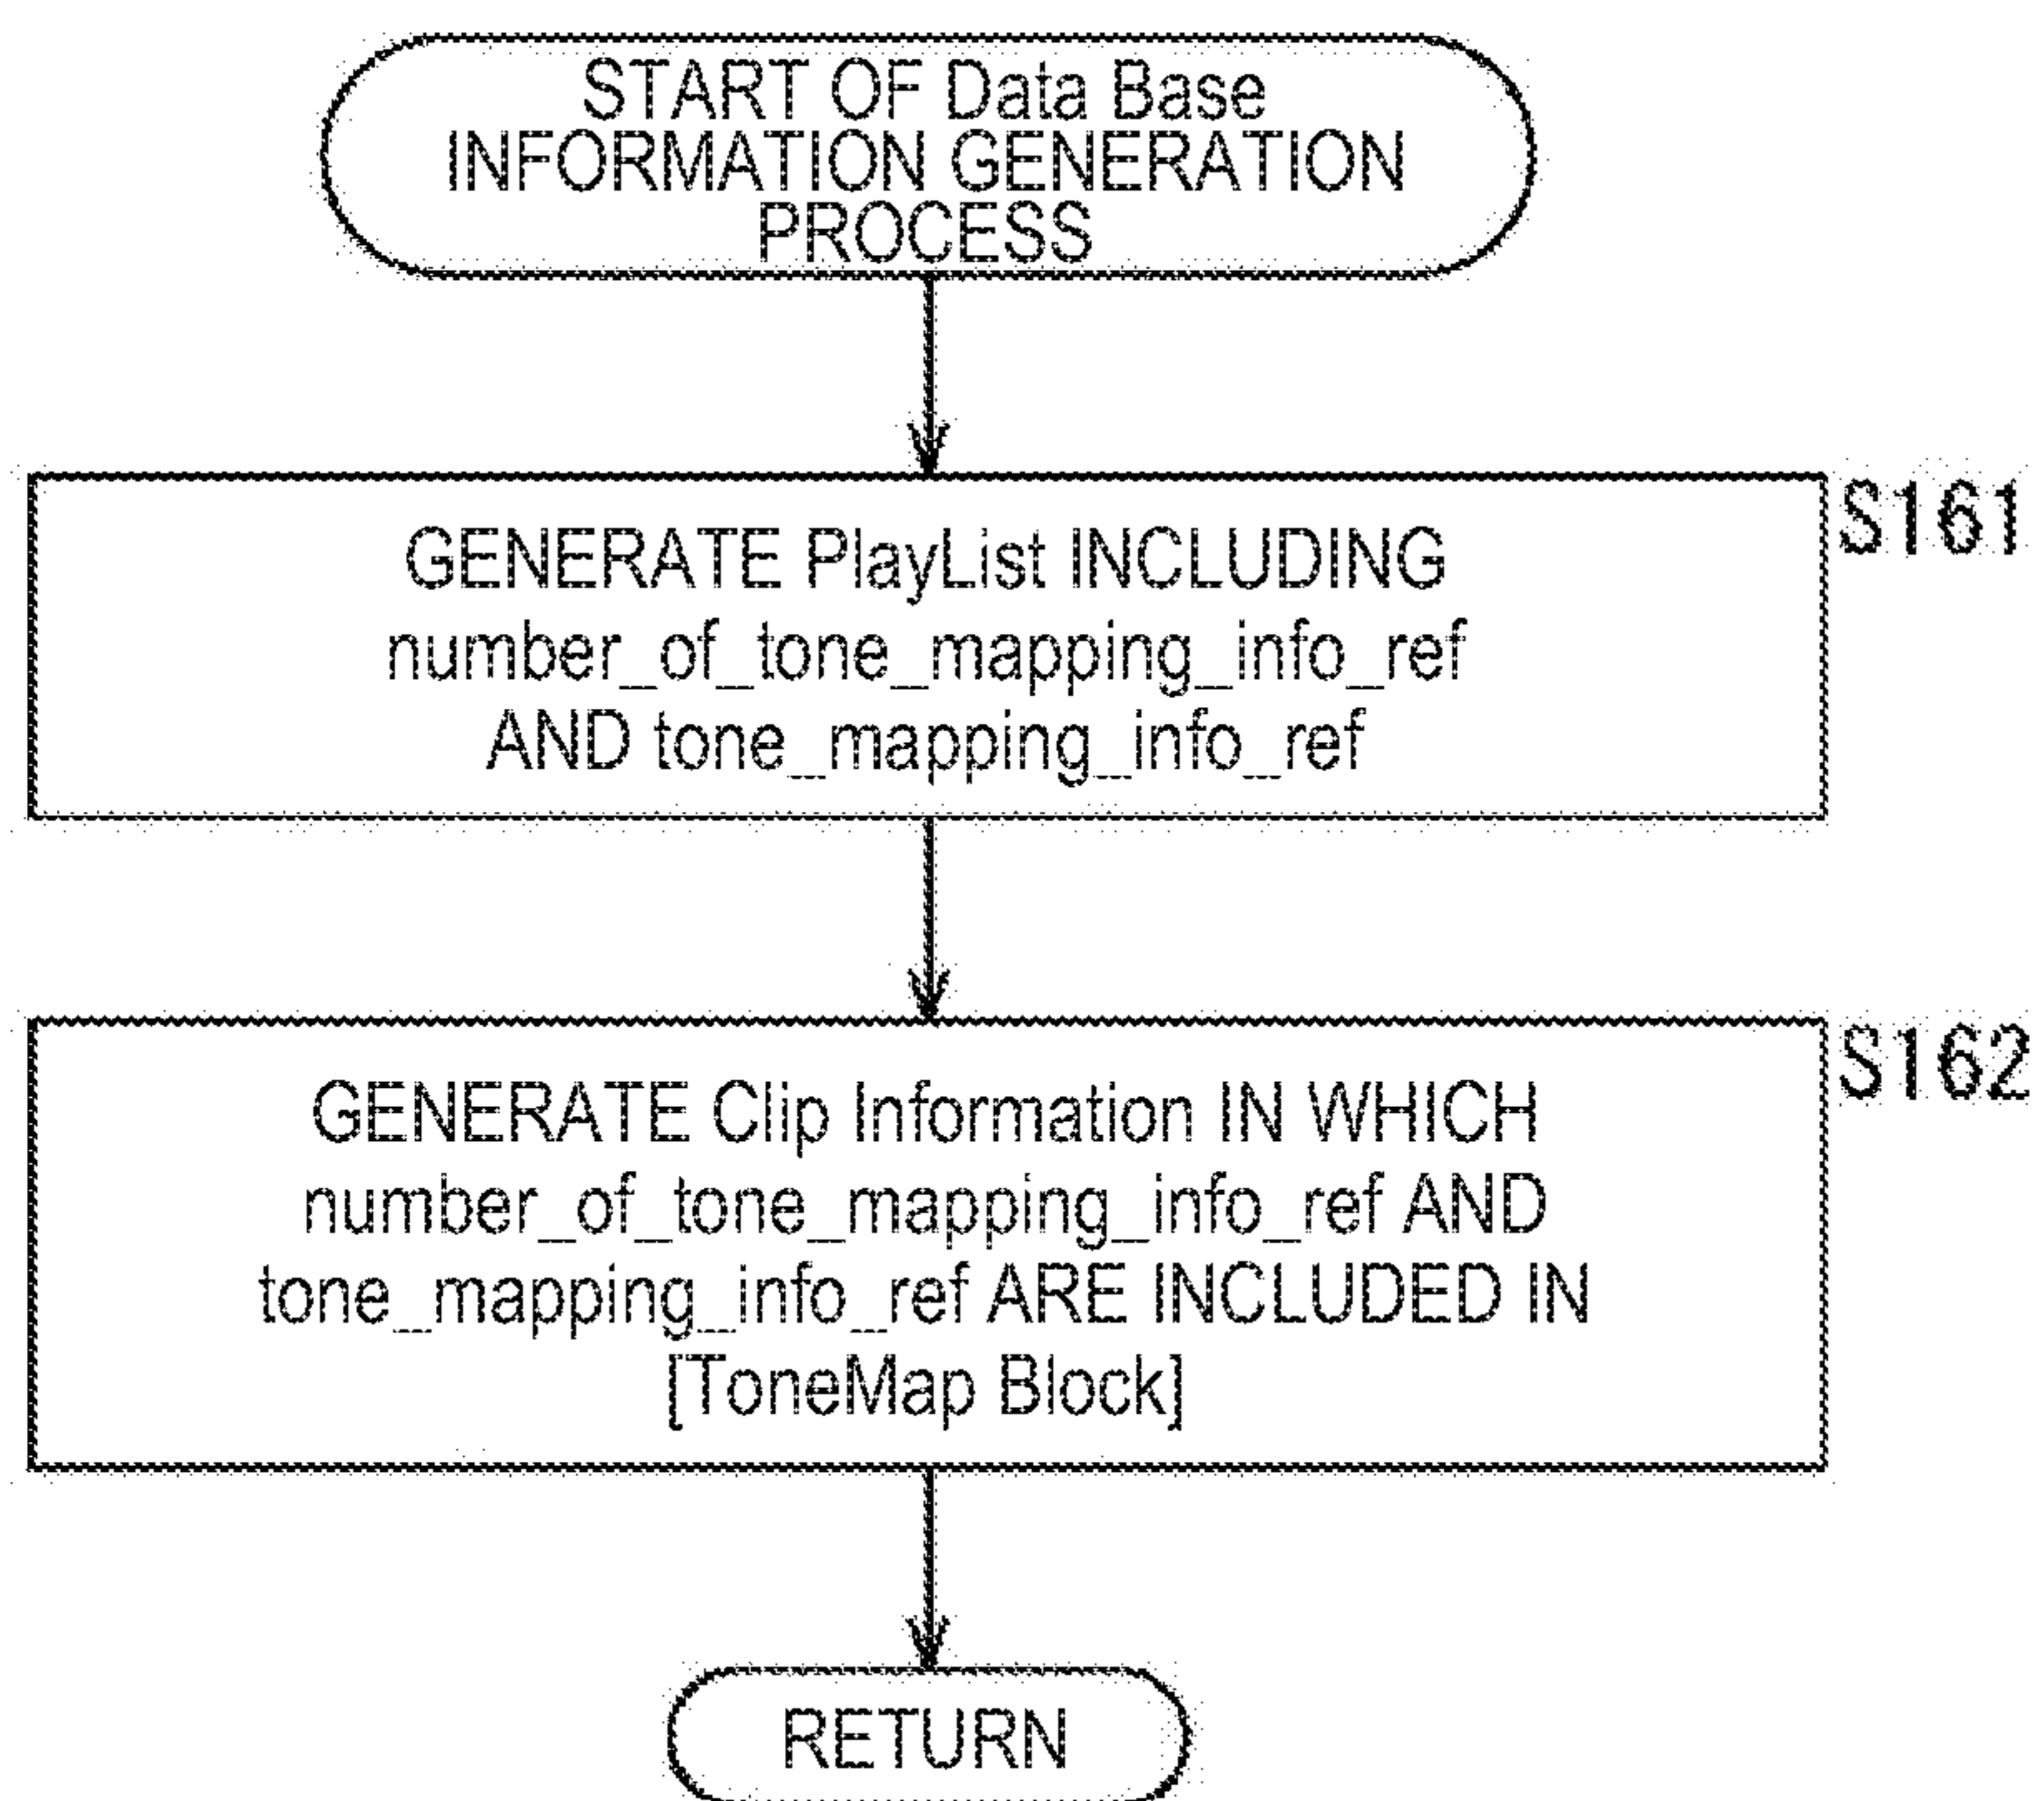 START OF Data Base
INFORMATION GENERATION
PROCESS
S161
GENERATE PlayList INCLUDING
number_of_tone_mapping_info_ref
AND tone_mapping_info_ref
S162
GENERATE Clip Information IN WHICH
number_of_tone_mapping_info_ref AND
tone_mapping_info_ref ARE INCLUDED IN
[ToneMap Block]
RETURN